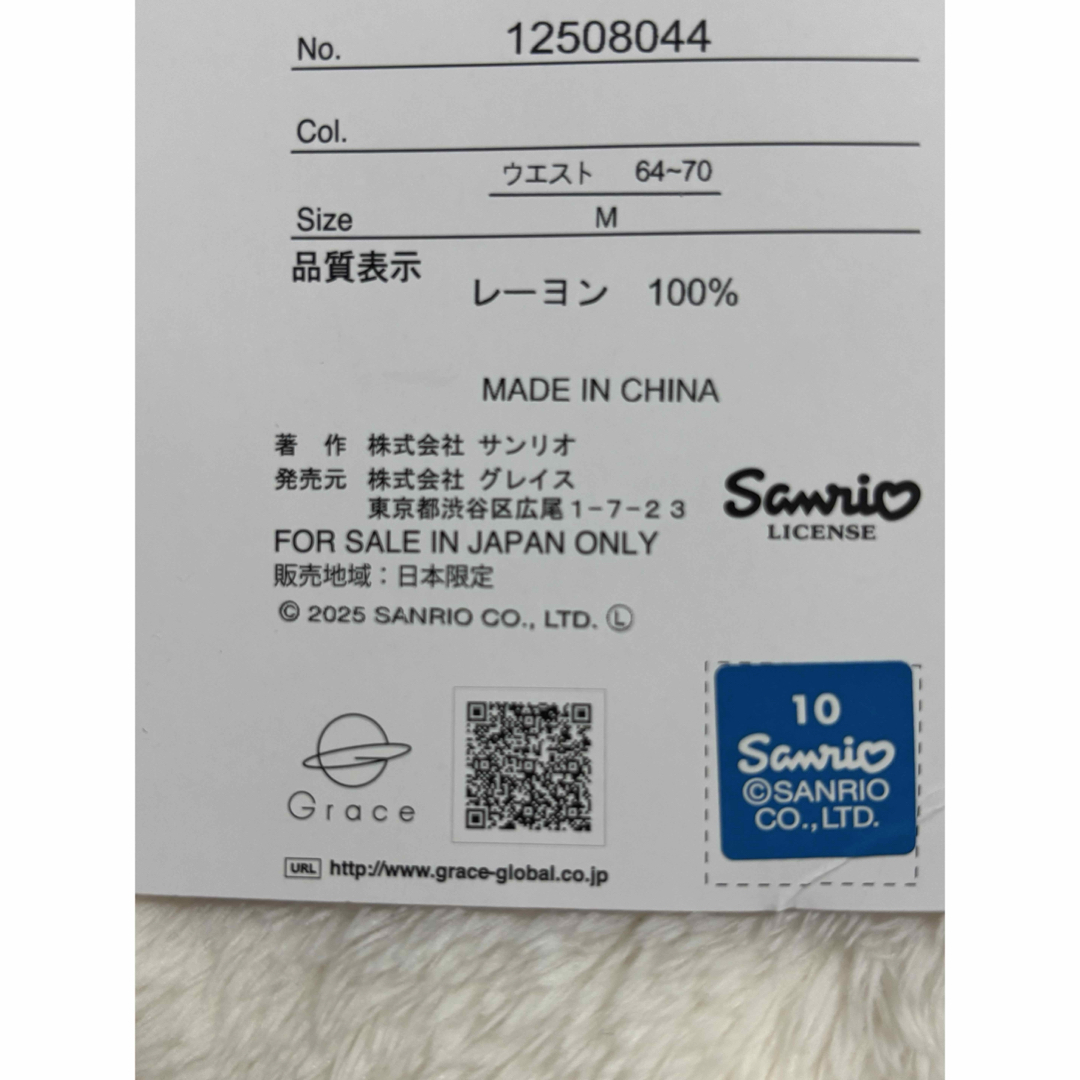 No. 12508044
Col.
ウエスト 64~70
Size M
品質表示
レーヨン 100%
MADE IN CHINA
著 作 株式会社 サンリオ
発売元 株式会社 グレイス
東京都渋谷区広尾1-7-23
Sanrio
LICENSE
FOR SALE IN JAPAN ONLY
販売地域:日本限定
© 2025 SANRIO CO., LTD. Ⓛ
10
Sanrio
©SANRIO
CO.,LTD.
Grace
URL http://www.grace-global.co.jp